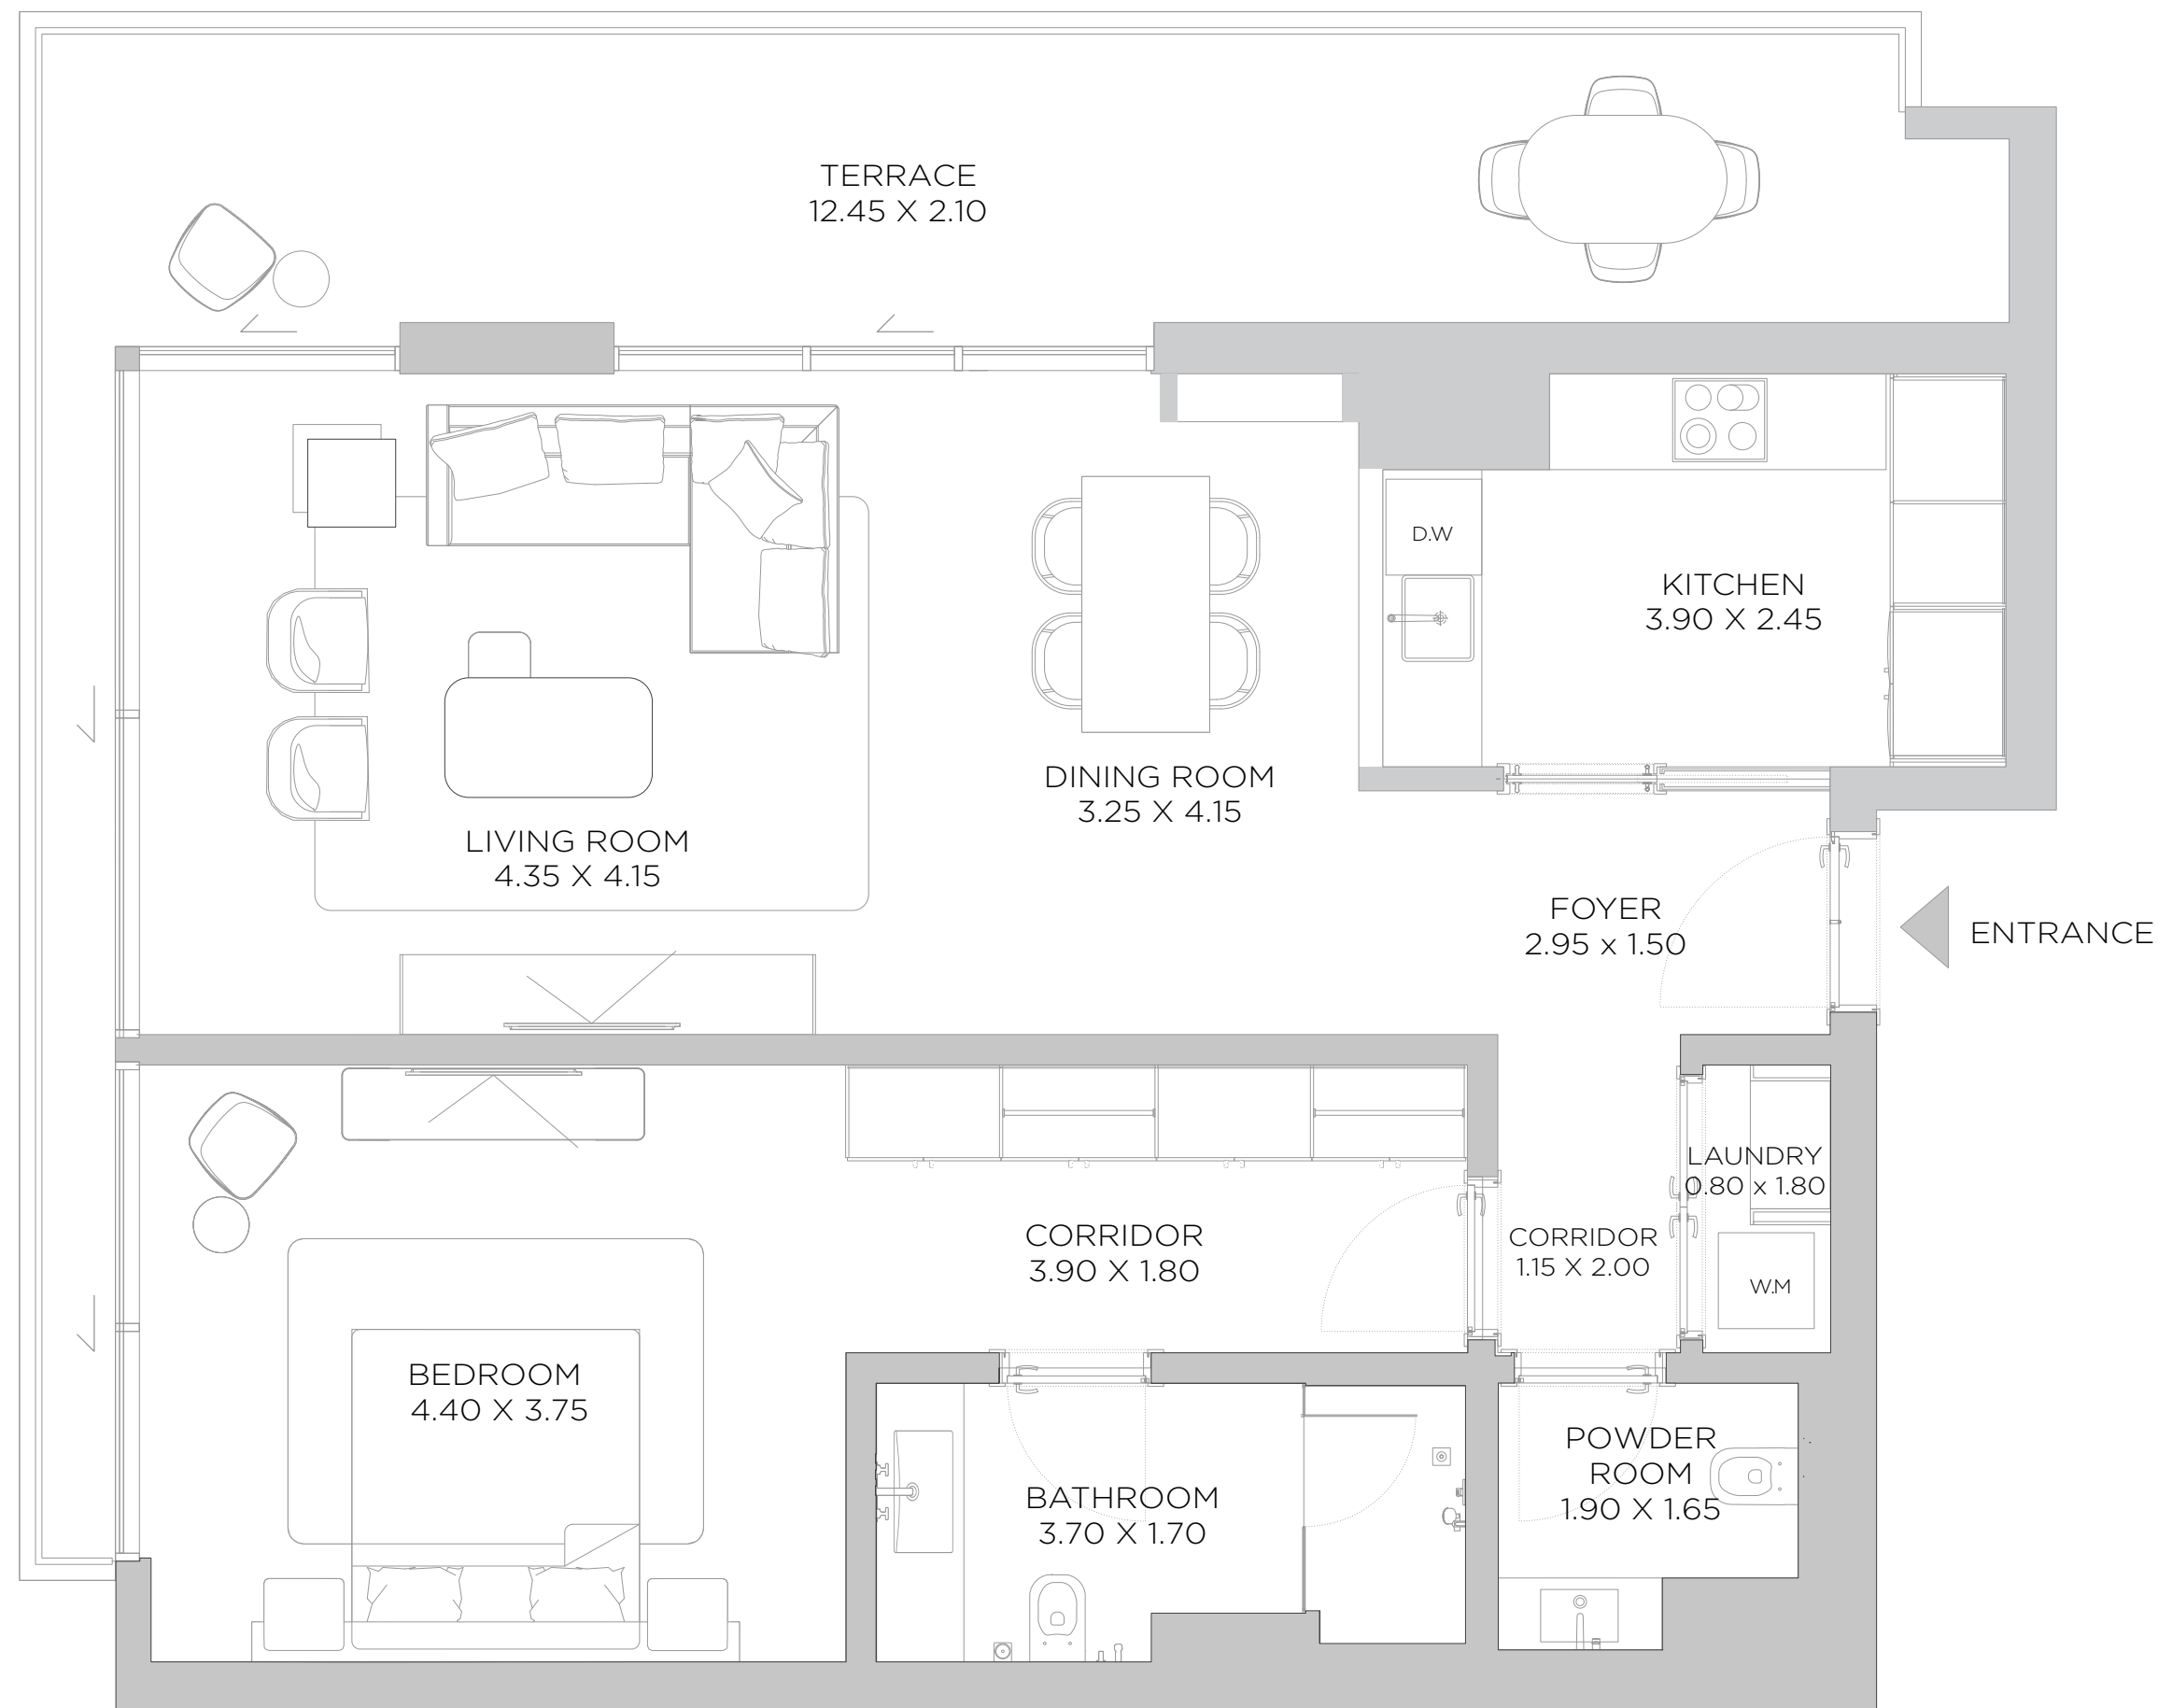 TERRACE
12.45 X 2.10
D.W
KITCHEN
3.90 X 2.45
DINING ROOM
3.25 X 4.15
LIVING ROOM
4.35 X 4.15
FOYER
2.95 x 1.50
ENTRANCE
LAUNDRY
0.80 x 1.80
CORRIDOR
3.90 X 1.80
CORRIDOR
1.15 X 2.00
W.M
BEDROOM
4.40 X 3.75
POWDER
ROOM
1.90 X 1.65
BATHROOM
3.70 X 1.70